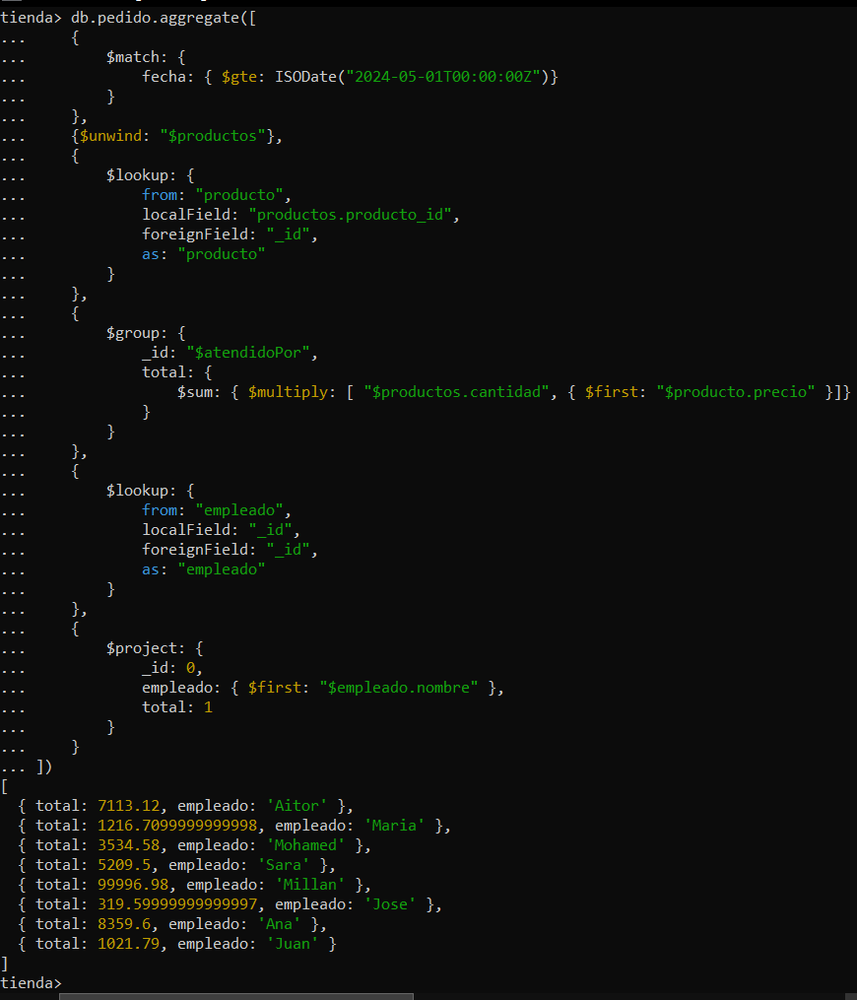 tienda> db.pedido.aggregate([
...     {
...         $match: {
...             fecha: { $gte: ISODate("2024-05-01T00:00:00Z")}
...         }
...     },
...     {$unwind: "$productos"},
...     {
...         $lookup: {
...             from: "producto",
...             localField: "productos.producto_id",
...             foreignField: "_id",
...             as: "producto"
...         }
...     },
...     {
...         $group: {
...             _id: "$atendidoPor",
...             total: {
...                 $sum: { $multiply: [ "$productos.cantidad", { $first: "$producto.precio" }]}
...             }
...         }
...     },
...     {
...         $lookup: {
...             from: "empleado",
...             localField: "_id",
...             foreignField: "_id",
...             as: "empleado"
...         }
...     },
...     {
...         $project: {
...             _id: 0,
...             empleado: { $first: "$empleado.nombre" },
...             total: 1
...         }
...     }
... ])
[
  { total: 7113.12, empleado: 'Aitor' },
  { total: 1216.7099999999998, empleado: 'Maria' },
  { total: 3534.58, empleado: 'Mohamed' },
  { total: 5209.5, empleado: 'Sara' },
  { total: 99996.98, empleado: 'Millan' },
  { total: 319.59999999999997, empleado: 'Jose' },
  { total: 8359.6, empleado: 'Ana' },
  { total: 1021.79, empleado: 'Juan' }
]
tienda>